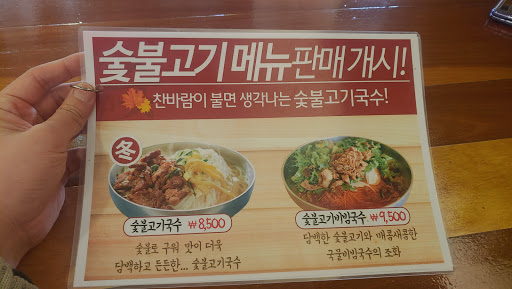 숯불고기 메뉴 판매 개시!
찬바람이 불면 생각나는 숯불고기국수!
冬
숯불고기국수 ₩8,500
숯불로 구워 맛이 더욱
담백하고 든든한... 숯불고기국수
숯불고기비빔국수 ₩9,500
담백한 숯불고기와 매콤새콤한
국물비빔국수의 조화